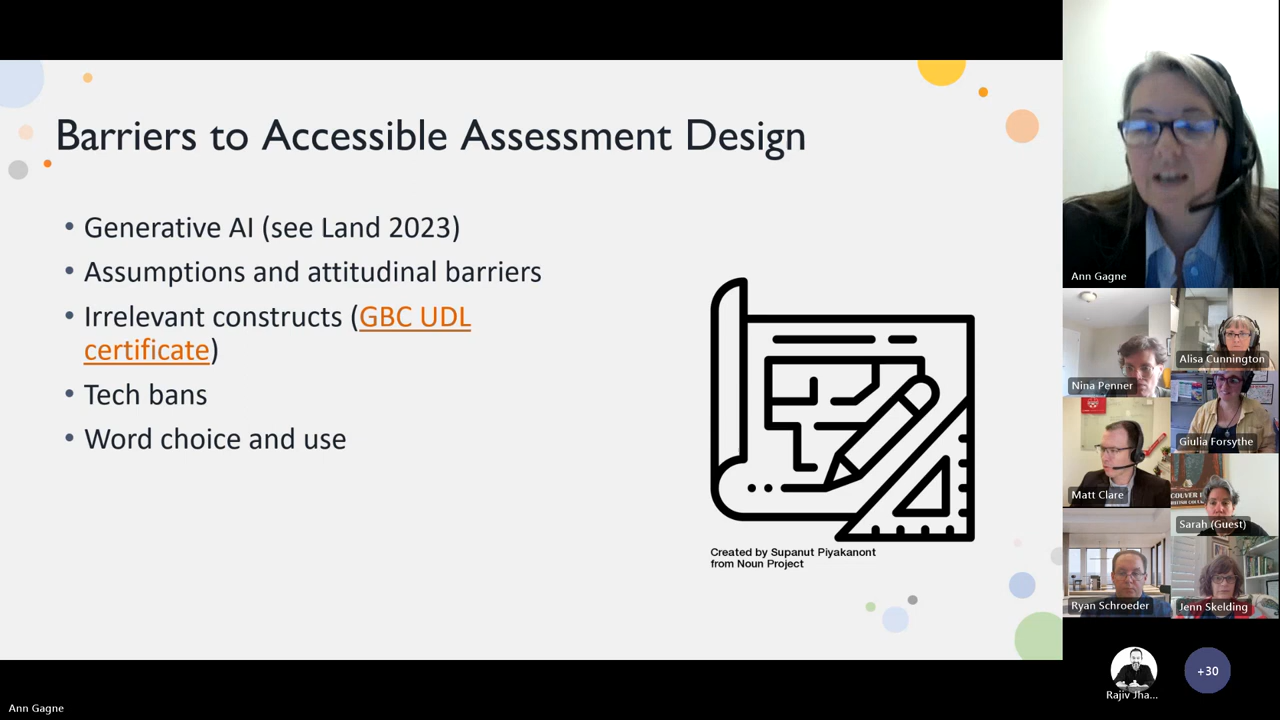 Barriers to Accessible Assessment Design
• Generative AI (see Land 2023)
• Assumptions and attitudinal barriers
• Irrelevant constructs (GBC UDL
certificate)
• Tech bans
• Word choice and use
Created by Supanut Piyakanont
from Noun Project
Ann Gagne
Nina Penner
Alisa Cunnington
Matt Clare
Giulia Forsythe
Sarah (Guest)
Ryan Schroeder
Jenn Skelding
Rajiv Jha...
+30
Ann Gagne